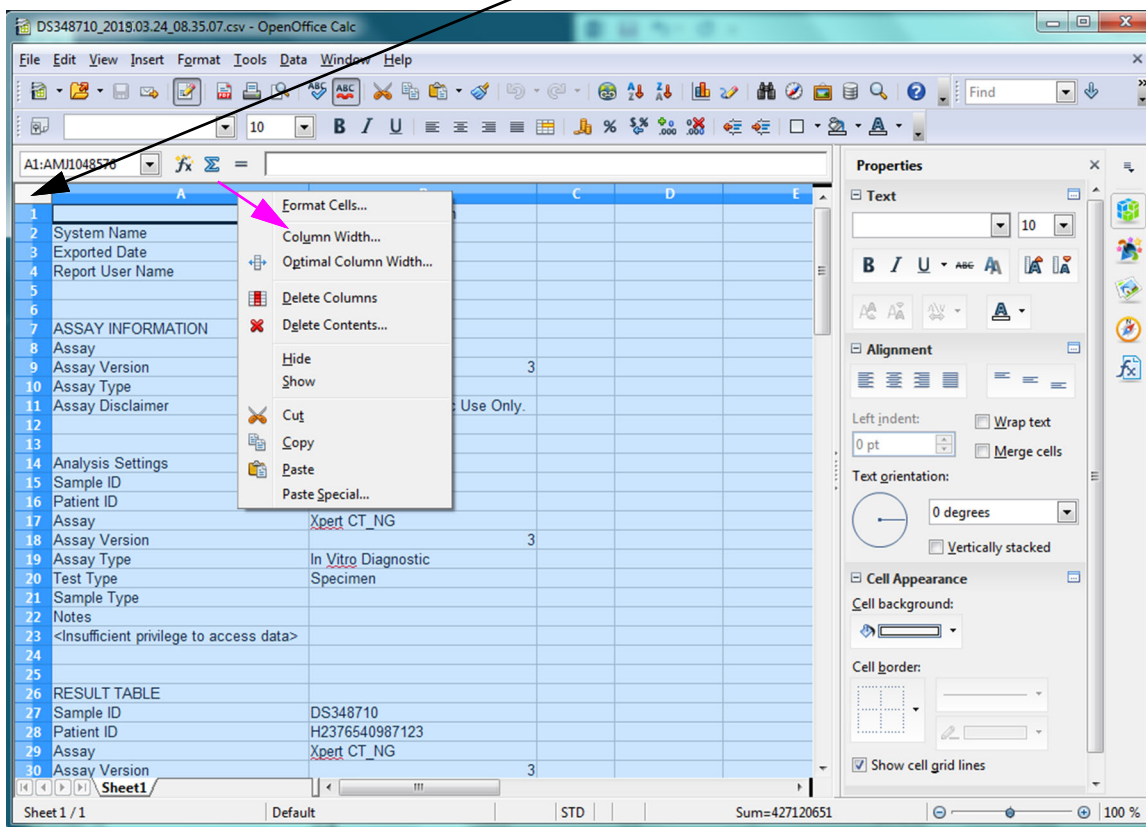 DS348710_2019.03.24_08.35.07.csv - OpenOffice Calc
File Edit View Insert Format Tools Data Window Help
ABC ABC Find
10 B I U %
A1:AMJ1048576 fx Σ =
Properties
A C D E
Text
10
B I U ABC
Alignment
Left indent: Wrap text
0 pt Merge cells
Text orientation:
0 degrees
Vertically stacked
Cell Appearance
Cell background:
Cell border:
Show cell grid lines
Format Cells...
Column Width...
Optimal Column Width...
Delete Columns
Delete Contents...
Hide
Show
Cut
Copy
Paste
Paste Special...
1
2 System Name
3 Exported Date
4 Report User Name
5
6
7 ASSAY INFORMATION
8 Assay
9 Assay Version 3
10 Assay Type
11 Assay Disclaimer Use Only.
12
13
14 Analysis Settings
15 Sample ID
16 Patient ID
17 Assay Xpert CT_NG
18 Assay Version 3
19 Assay Type In Vitro Diagnostic
20 Test Type Specimen
21 Sample Type
22 Notes
23 <Insufficient privilege to access data>
24
25
26 RESULT TABLE
27 Sample ID DS348710
28 Patient ID H2376540987123
29 Assay Xpert CT_NG
30 Assay Version 3
Sheet1
Sheet 1 / 1 Default STD Sum=427120651 100 %